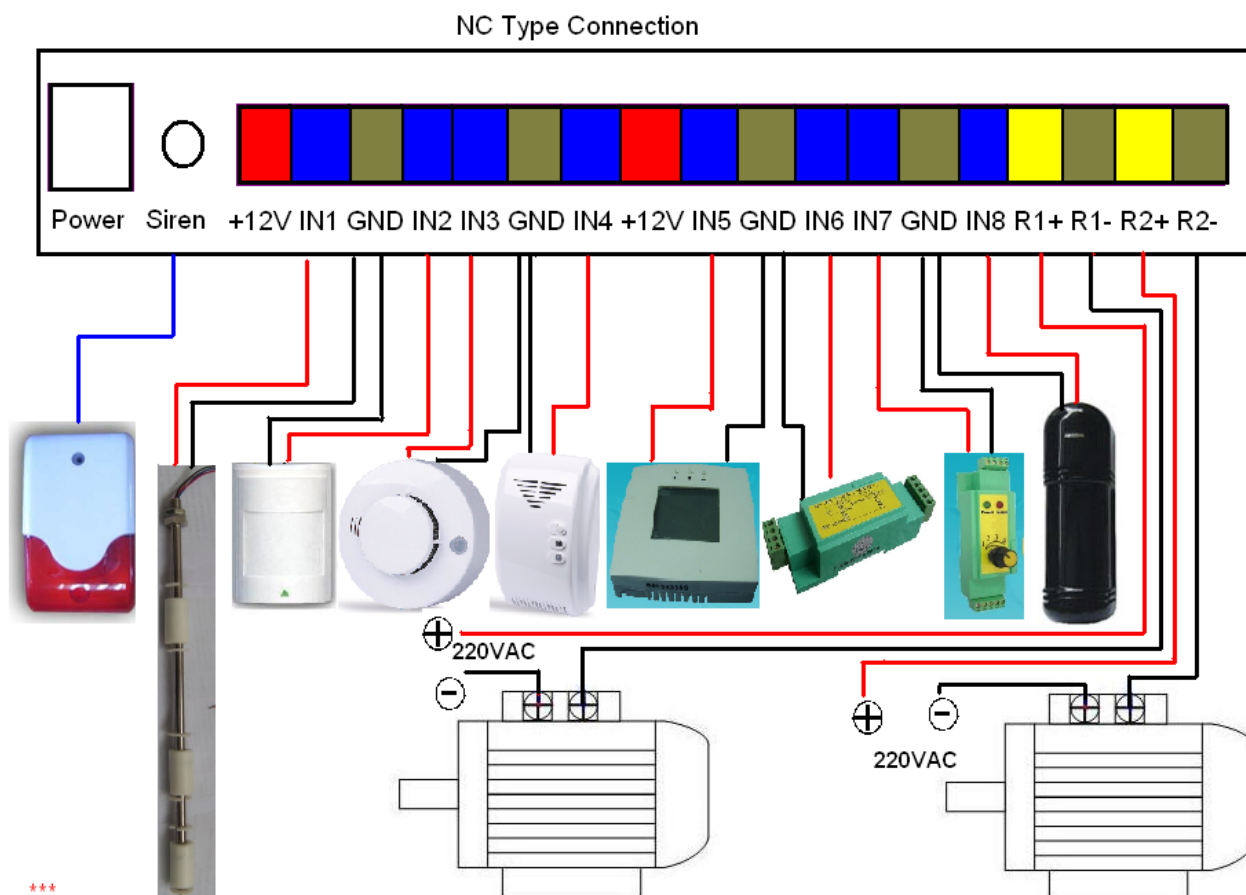 NC Type Connection
Power Siren +12V IN1 GND IN2 IN3 GND IN4 +12V IN5 GND IN6 IN7 GND IN8 R1+ R1- R2+ R2-
220VAC
220VAC
***